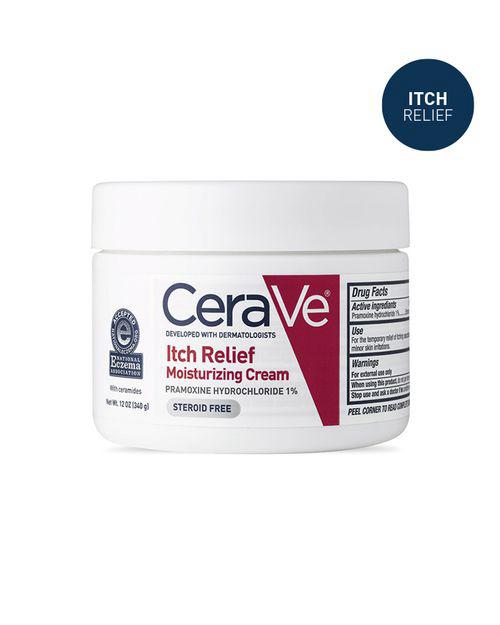 ITCH
RELIEF
CeraVe®
DEVELOPED WITH DERMATOLOGISTS
Itch Relief
Moisturizing Cream
PRAMOXINE HYDROCHLORIDE 1%
STEROID FREE
ACCEPTED
e
NATIONAL
Eczema
ASSOCIATION
With ceramides
Net Wt. 12 OZ (340 g)
Drug Facts
Active ingredients
Pramoxine hydrochloride 1%
Use
For the temporary relief of itching
minor skin irritations.
Warnings
For external use only
When using this product, do not
Stop use and ask a doctor if
PEEL CORNER TO READ COMPLETE